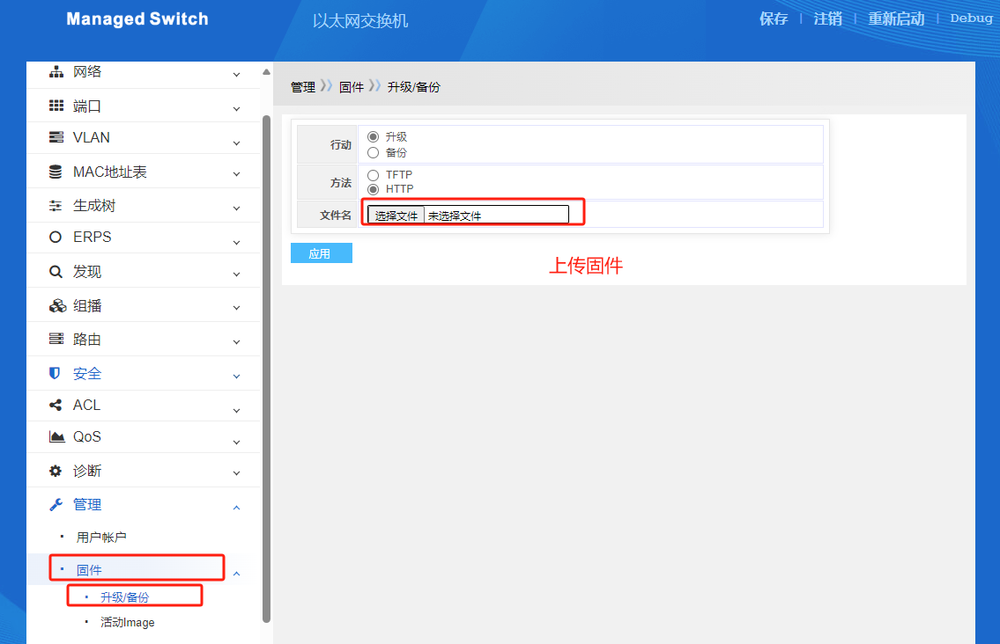 Managed Switch
以太网交换机
保存 | 注销 | 重新启动 | Debug
网络
端口
VLAN
MAC地址表
生成树
ERPS
发现
组播
路由
安全
ACL
QoS
诊断
管理
用户帐户
固件
升级/备份
活动Image
管理 》 固件 》 升级/备份
行动
升级
备份
方法
TFTP
HTTP
文件名
选择文件 未选择文件
应用
上传固件